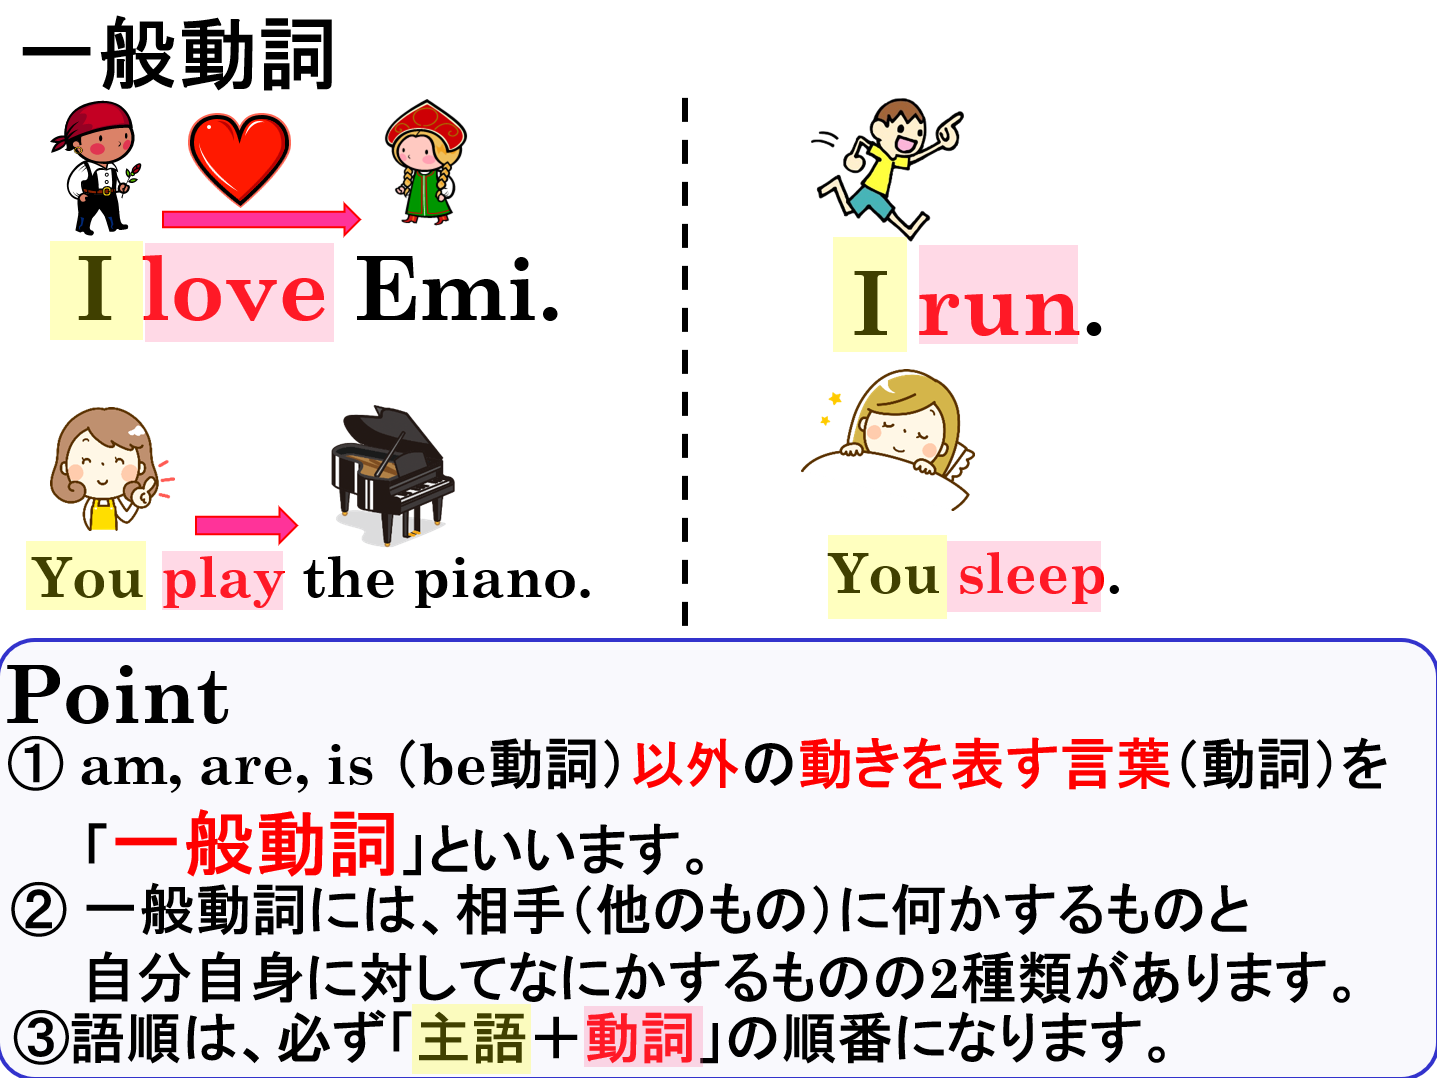 一般動詞
I love Emi.
I run.
You play the piano.
You sleep.
Point
① am, are, is （be動詞）以外の動きを表す言葉（動詞）を
「一般動詞」といいます。
② 一般動詞には、相手（他のもの）に何かするものと
自分自身に対してなにかするものの2種類があります。
③語順は、必ず「主語＋動詞」の順番になります。